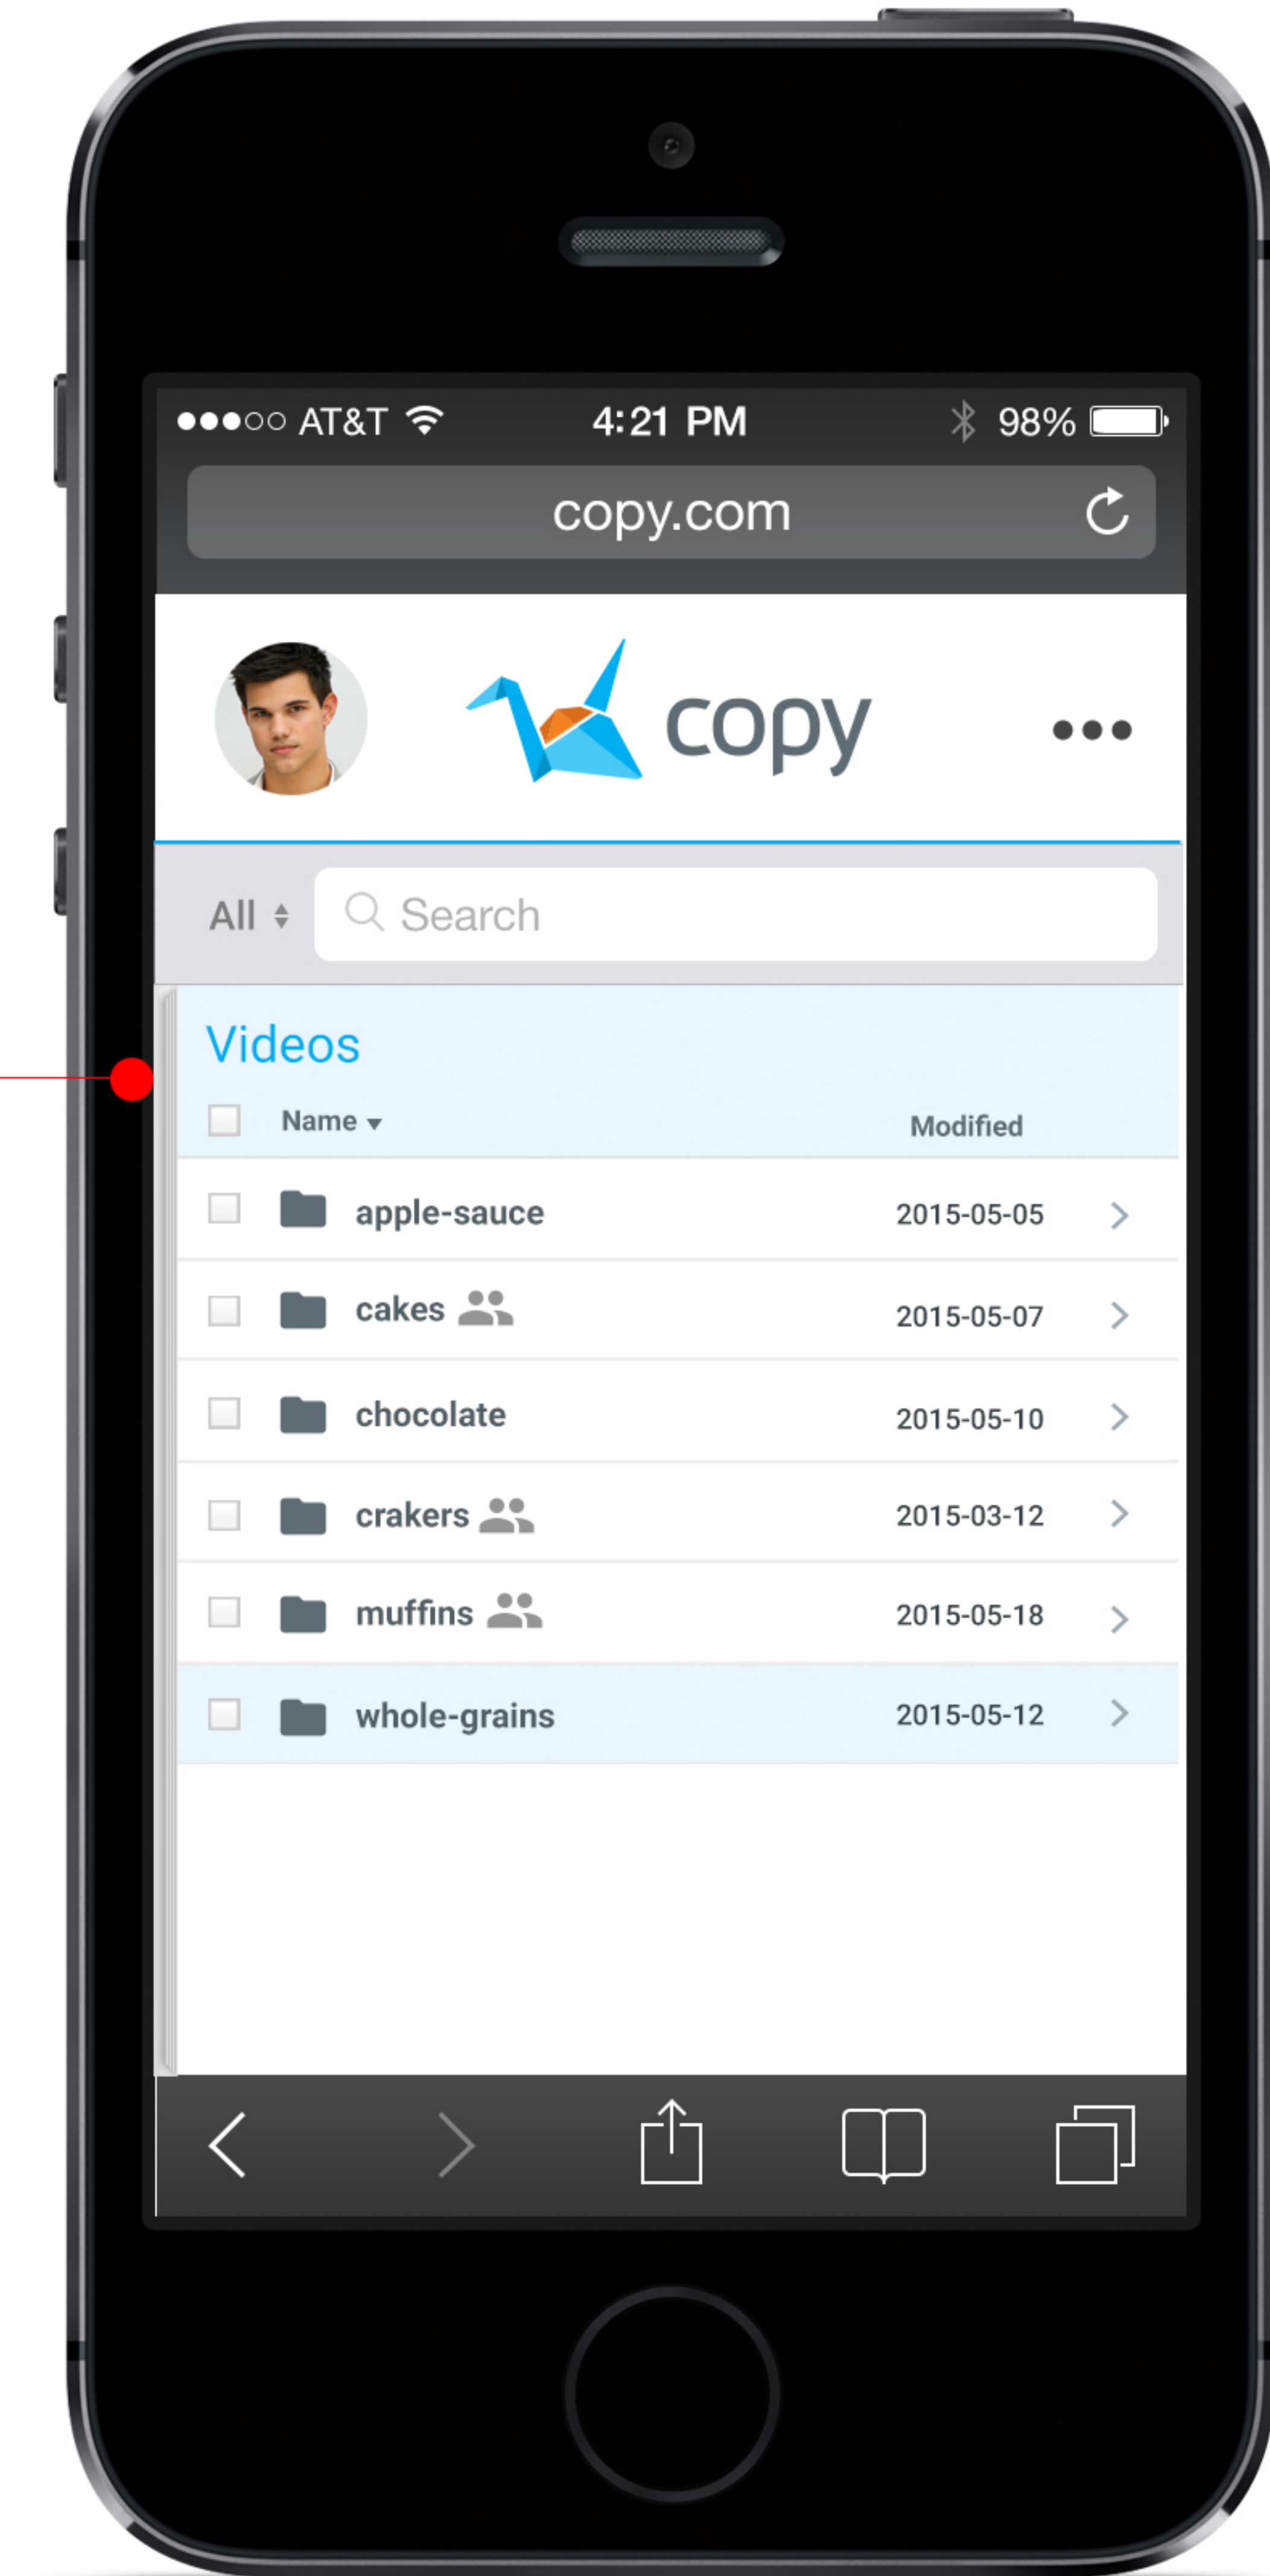 AT&T 4:21 PM 98%
copy.com
copy
All Search
Videos
Name Modified
apple-sauce 2015-05-05
cakes 2015-05-07
chocolate 2015-05-10
crakers 2015-03-12
muffins 2015-05-18
whole-grains 2015-05-12